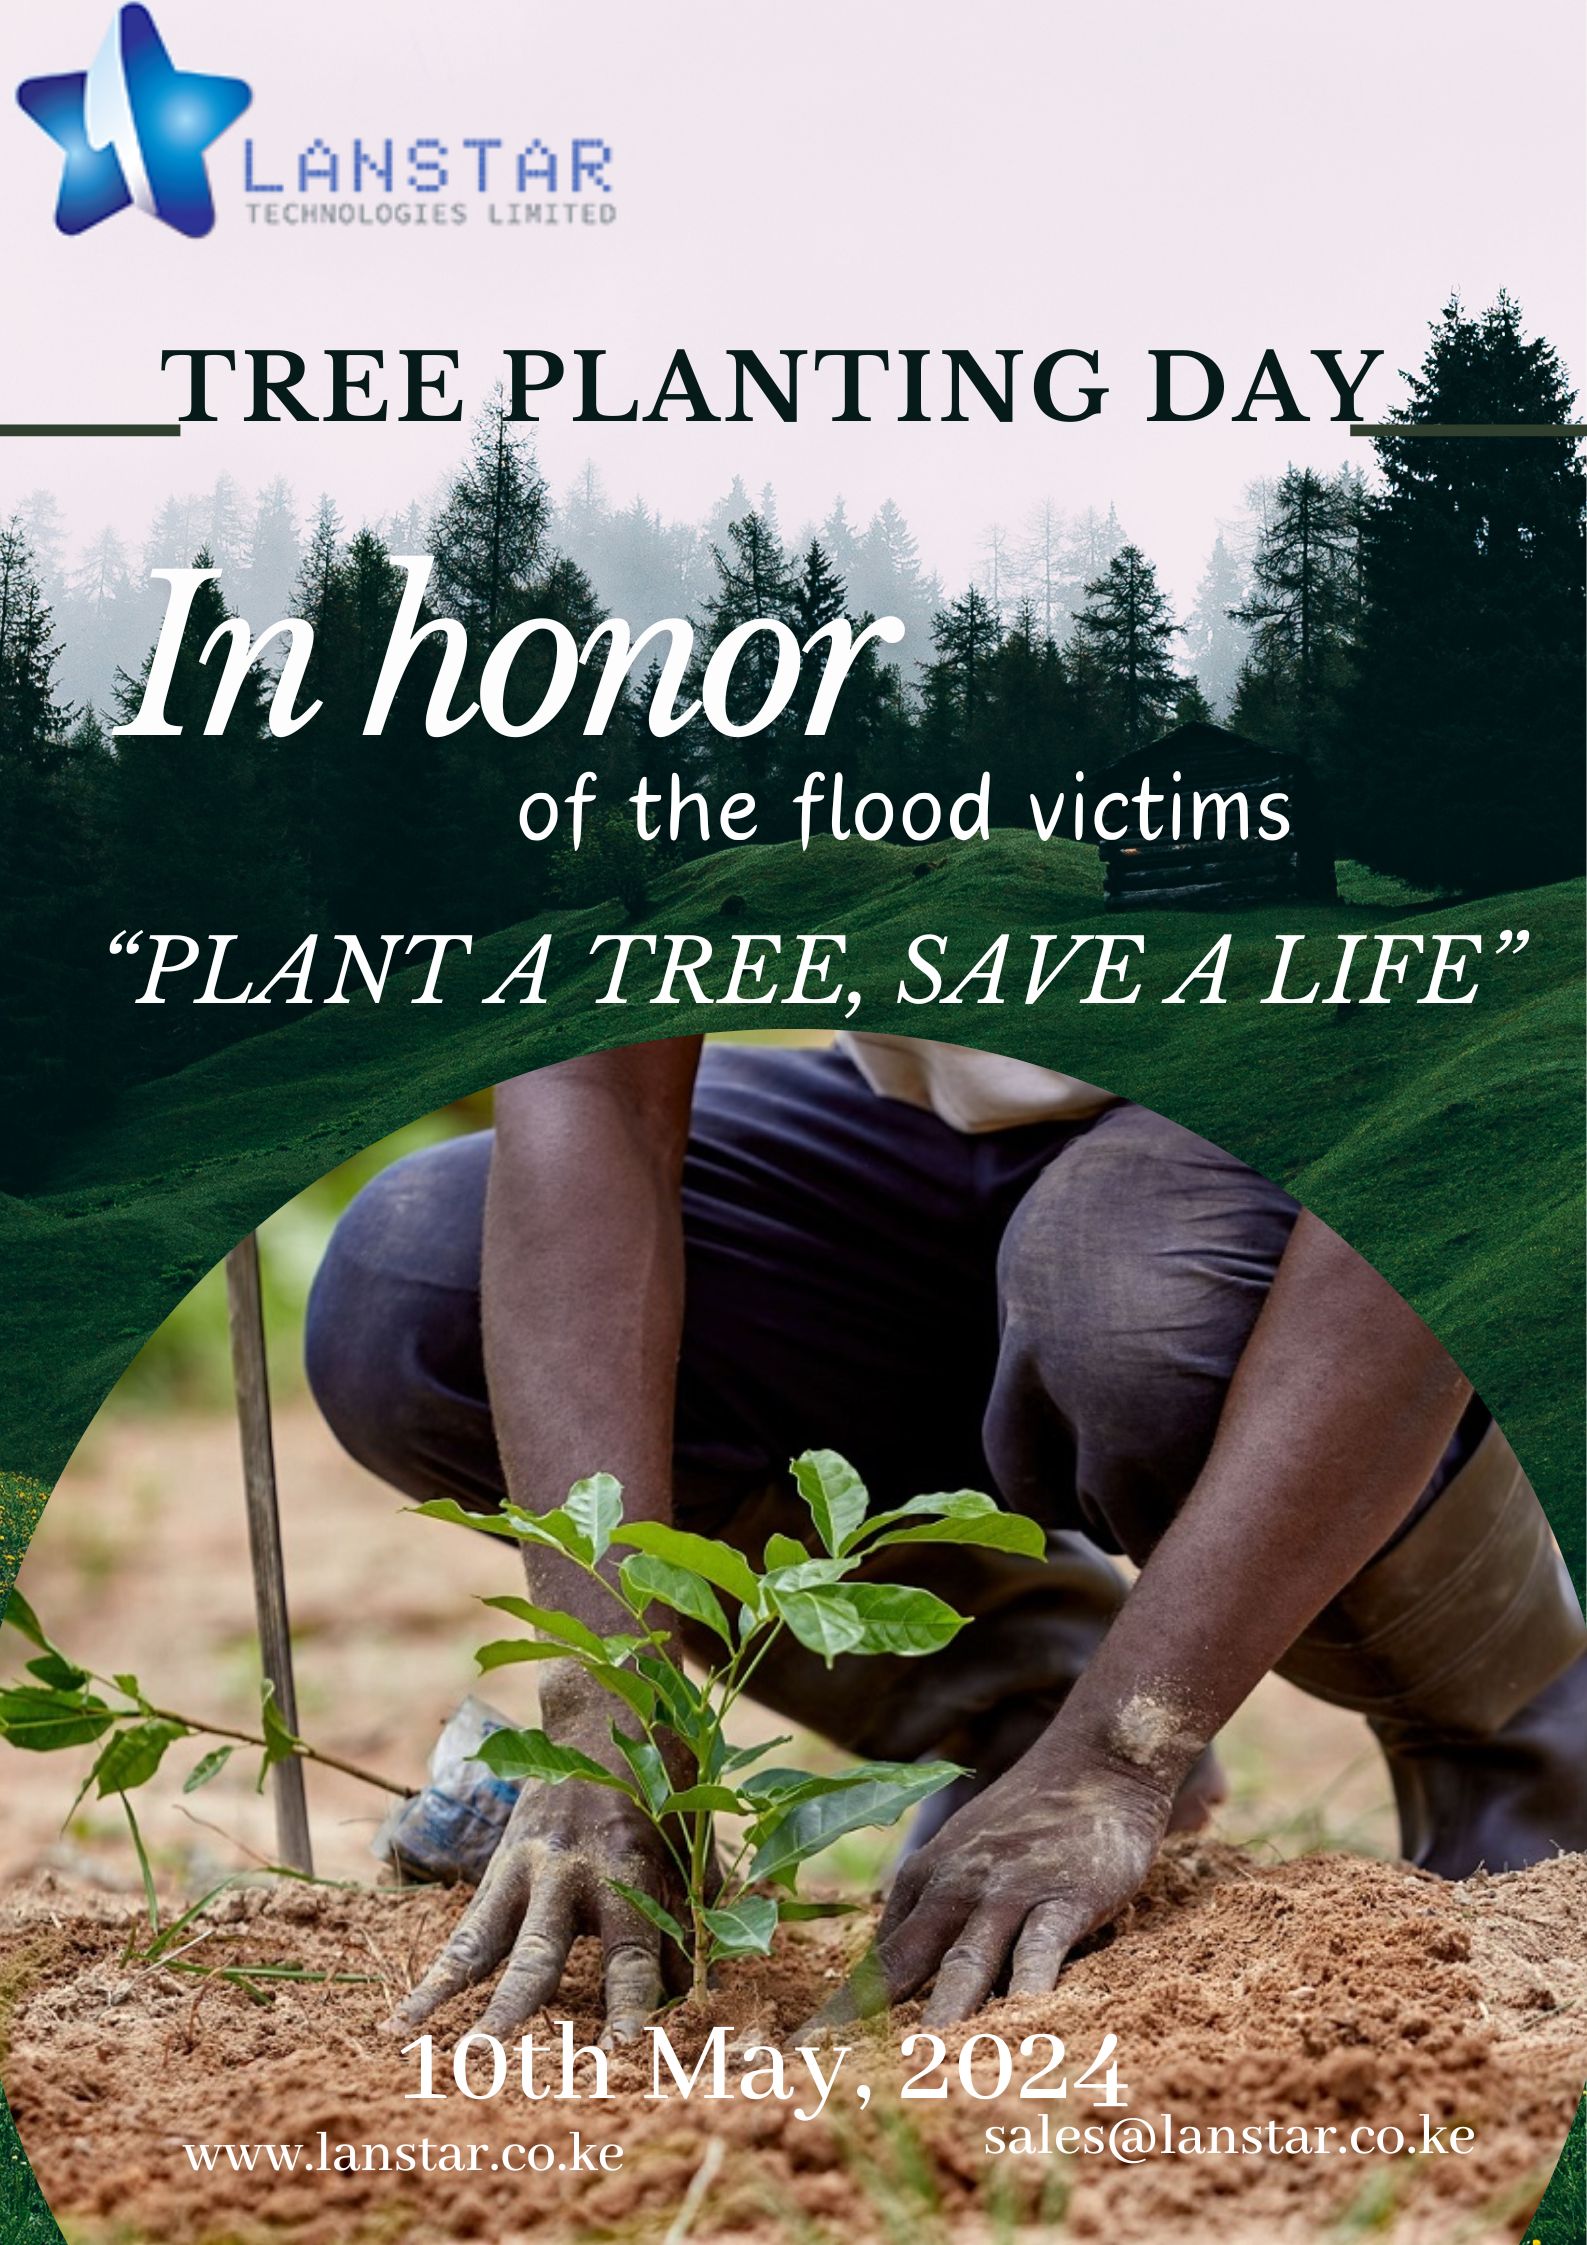 LANSTAR
TECHNOLOGIES LIMITED
TREE PLANTING DAY
In honor
of the flood victims
“PLANT A TREE, SAVE A LIFE”
10th May, 2024
www.lanstar.co.ke
sales@lanstar.co.ke